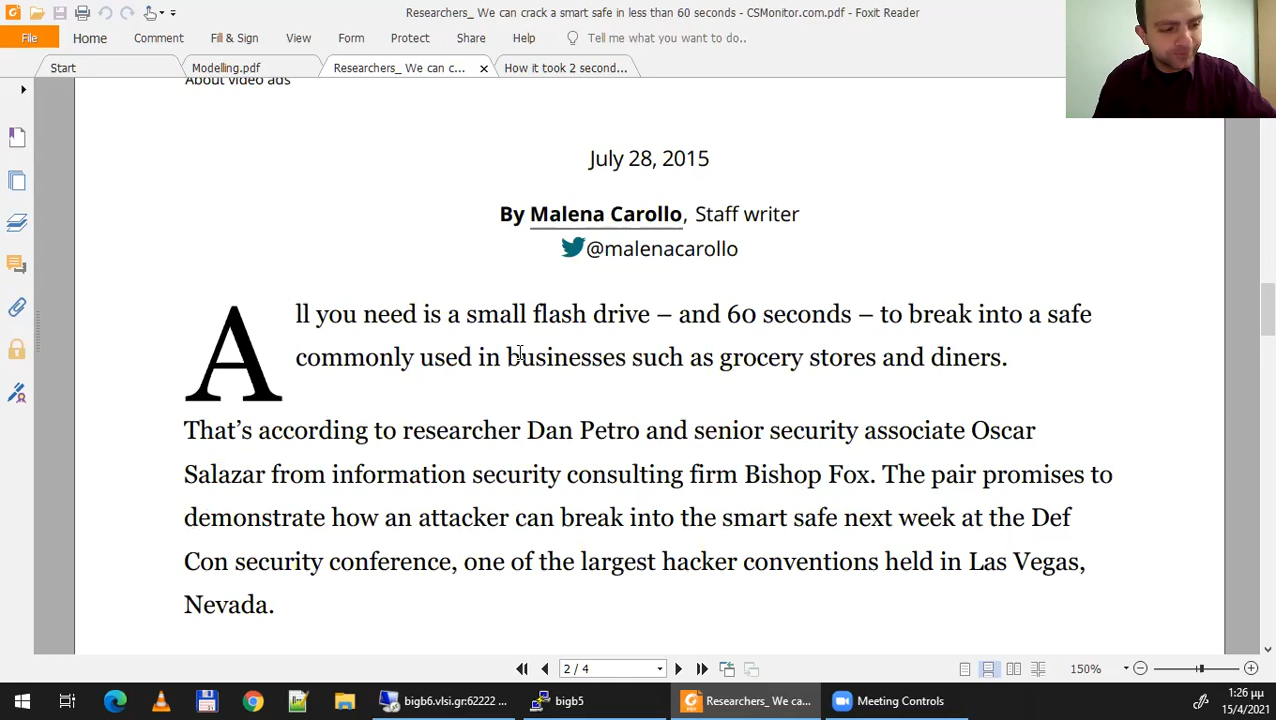 Researchers_ We can crack a smart safe in less than 60 seconds - CSMonitor.com.pdf - Foxit Reader
File Home Comment Fill & Sign View Form Protect Share Help Tell me what you want to do..
Start Modelling.pdf Researchers_ We can c... How it took 2 second...
About video ads
July 28, 2015
By Malena Carollo, Staff writer
@malenacarollo
All you need is a small flash drive – and 60 seconds – to break into a safe
commonly used in businesses such as grocery stores and diners.
That's according to researcher Dan Petro and senior security associate Oscar
Salazar from information security consulting firm Bishop Fox. The pair promises to
demonstrate how an attacker can break into the smart safe next week at the Def
Con security conference, one of the largest hacker conventions held in Las Vegas,
Nevada.
2 / 4 150%
bigb6.vlsi.gr:62222 ... bigb5 Researchers_ We ca... Meeting Controls 1:26 μμ
15/4/2021